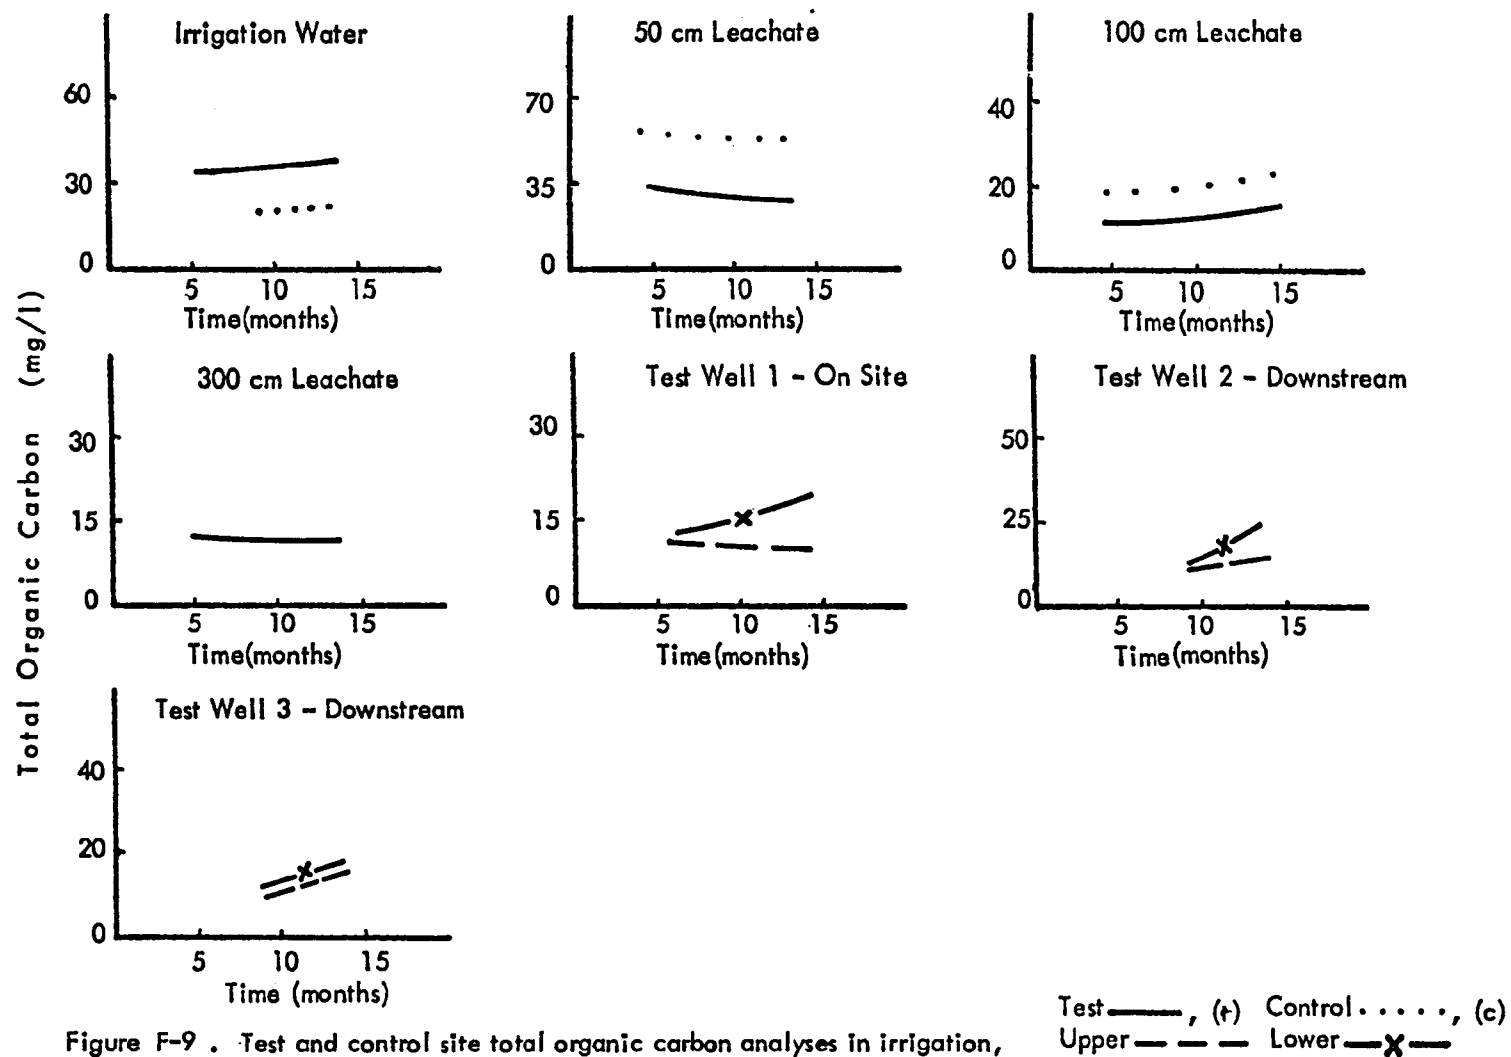 Total Organic Carbon (mg/l)
Irrigation Water
60
30
0
5 10 15
Time(months)
50 cm Leachate
70
35
0
5 10 15
Time(months)
100 cm Leachate
40
20
0
5 10 15
Time(months)
300 cm Leachate
30
15
0
5 10 15
Time(months)
Test Well 1 - On Site
30
15
0
5 10 15
Time(months)
Test Well 2 - Downstream
50
25
0
5 10 15
Time(months)
Test Well 3 - Downstream
40
20
0
5 10 15
Time (months)
Test, (t) Control . . . . ., (c)
Upper Lower
Figure F-9 . Test and control site total organic carbon analyses in irrigation,